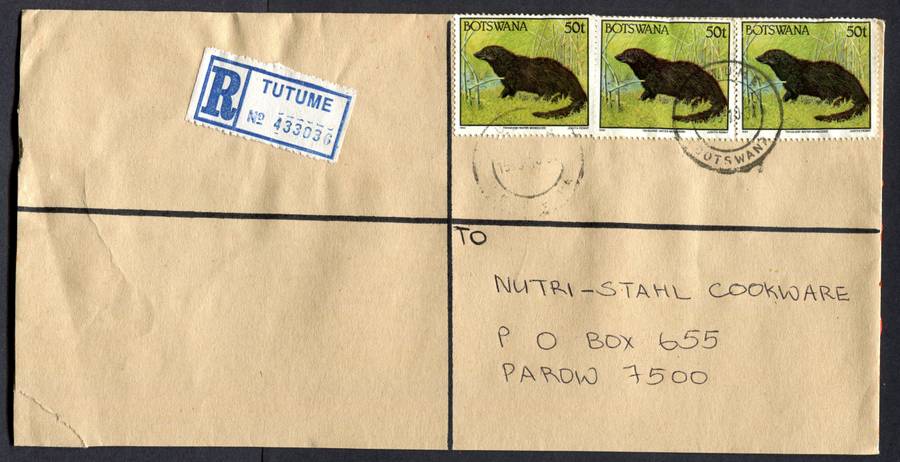 BOTSWANA 50t
BOTSWANA 50t
BOTSWANA 50t
R TUTUME
No 433036
BOTSWANA
TO
NUTRI-STAHL COOKWARE
P O BOX 655
PAROW 7500